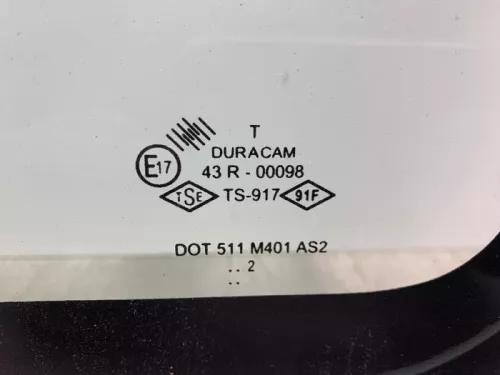 T
DURACAM
E17 43 R - 00098
TSE TS-917 91F
DOT 511 M401 AS2
.. 2
..